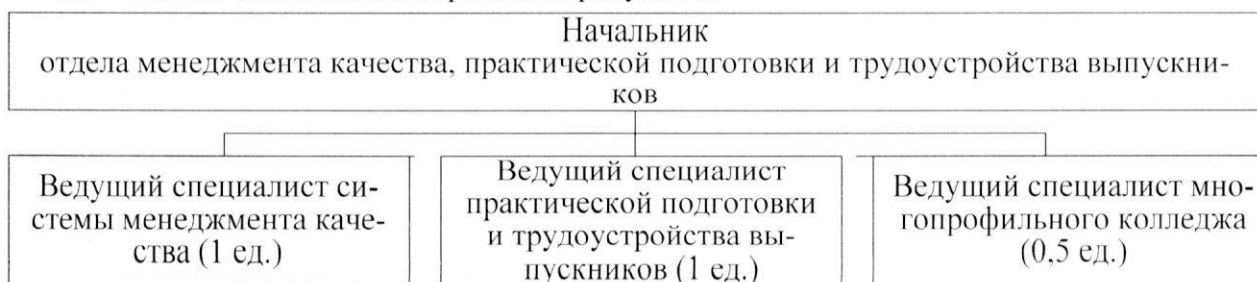 Начальник
отдела менеджмента качества, практической подготовки и трудоустройства выпускни-
ков
Ведущий специалист си-
стемы менеджмента каче-
ства (1 ед.)
Ведущий специалист
практической подготовки
и трудоустройства вы-
пускников (1 ед.)
Ведущий специалист мно-
гопрофильного колледжа
(0,5 ед.)